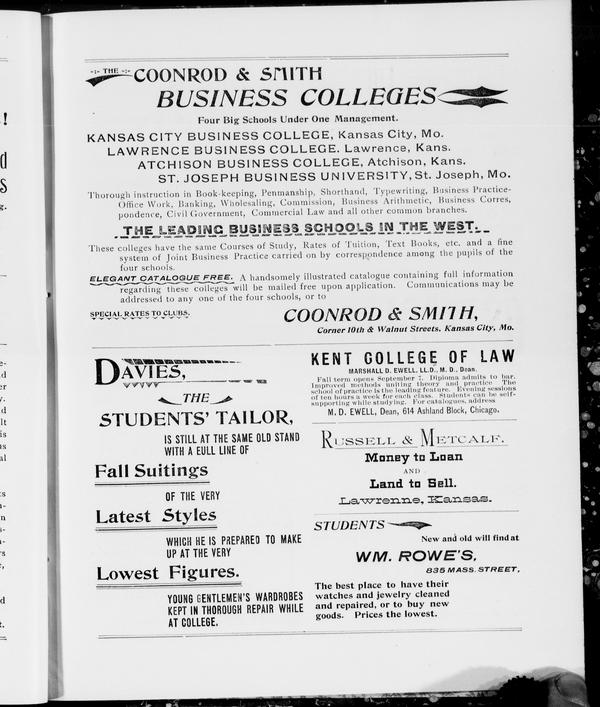 THE COONROD & SMITH
BUSINESS COLLEGES
Four Big Schools Under One Management.
KANSAS CITY BUSINESS COLLEGE, Kansas City, Mo.
LAWRENCE BUSINESS COLLEGE. Lawrence, Kans.
ATCHISON BUSINESS COLLEGE, Atchison, Kans.
ST. JOSEPH BUSINESS UNIVERSITY, St. Joseph, Mo.
Thorough instruction in Book-keeping, Penmanship, Shorthand, Typewriting, Business Practice-
Office Work, Banking, Wholesaling, Commission, Business Arithmetic, Business Corres,
pondence, Civil Government, Commercial Law and all other common branches.
THE LEADING BUSINESS SCHOOLS IN THE WEST.
These colleges have the same Courses of Study, Rates of Tuition, Text Books, etc. and a fine
system of Joint Business Practice carried on by correspondence among the pupils of the
four schools.
ELEGANT CATALOGUE FREE. A handsomely illustrated catalogue containing full information
regarding these colleges will be mailed free upon application. Communications may be
addressed to any one of the four schools, or to
SPECIAL RATES TO CLUBS. COONROD & SMITH,
Corner 10th & Walnut Streets, Kansas City, Mo.
DAVIES,
THE
STUDENTS' TAILOR,
IS STILL AT THE SAME OLD STAND
WITH A EULL LINE OF
Fall Suitings
OF THE VERY
Latest Styles
WHICH HE IS PREPARED TO MAKE
UP AT THE VERY
Lowest Figures.
YOUNG GENTLEMEN'S WARDROBES
KEPT IN THOROUGH REPAIR WHILE
AT COLLEGE.
KENT COLLEGE OF LAW
MARSHALL D. EWELL, LL.D., M. D., Dean.
Fall term opens September 7. Diploma admits to bar.
Improved methods uniting theory and practice The
school of practice is the leading feature. Evening sessions
of ten hours a week for each class. Students can be self-
supporting while studying. For catalogues, address
M. D. EWELL, Dean, 614 Ashland Block, Chicago.
RUSSELL & METCALF.
Money to Loan
AND
Land to Sell.
Lawrenne, Kansas.
STUDENTS
New and old will find at
WM. ROWE'S,
835 MASS. STREET,
The best place to have their
watches and jewelry cleaned
and repaired, or to buy new
goods. Prices the lowest.